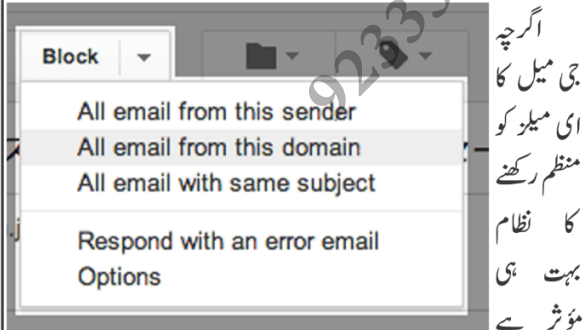 اگرچہ
جی میل کا
ای میلز کو
منظم رکھنے
کا نظام
بہت ہی
مؤثر ہے
Block
All email from this sender
All email from this domain
All email with same subject
Respond with an error email
Options